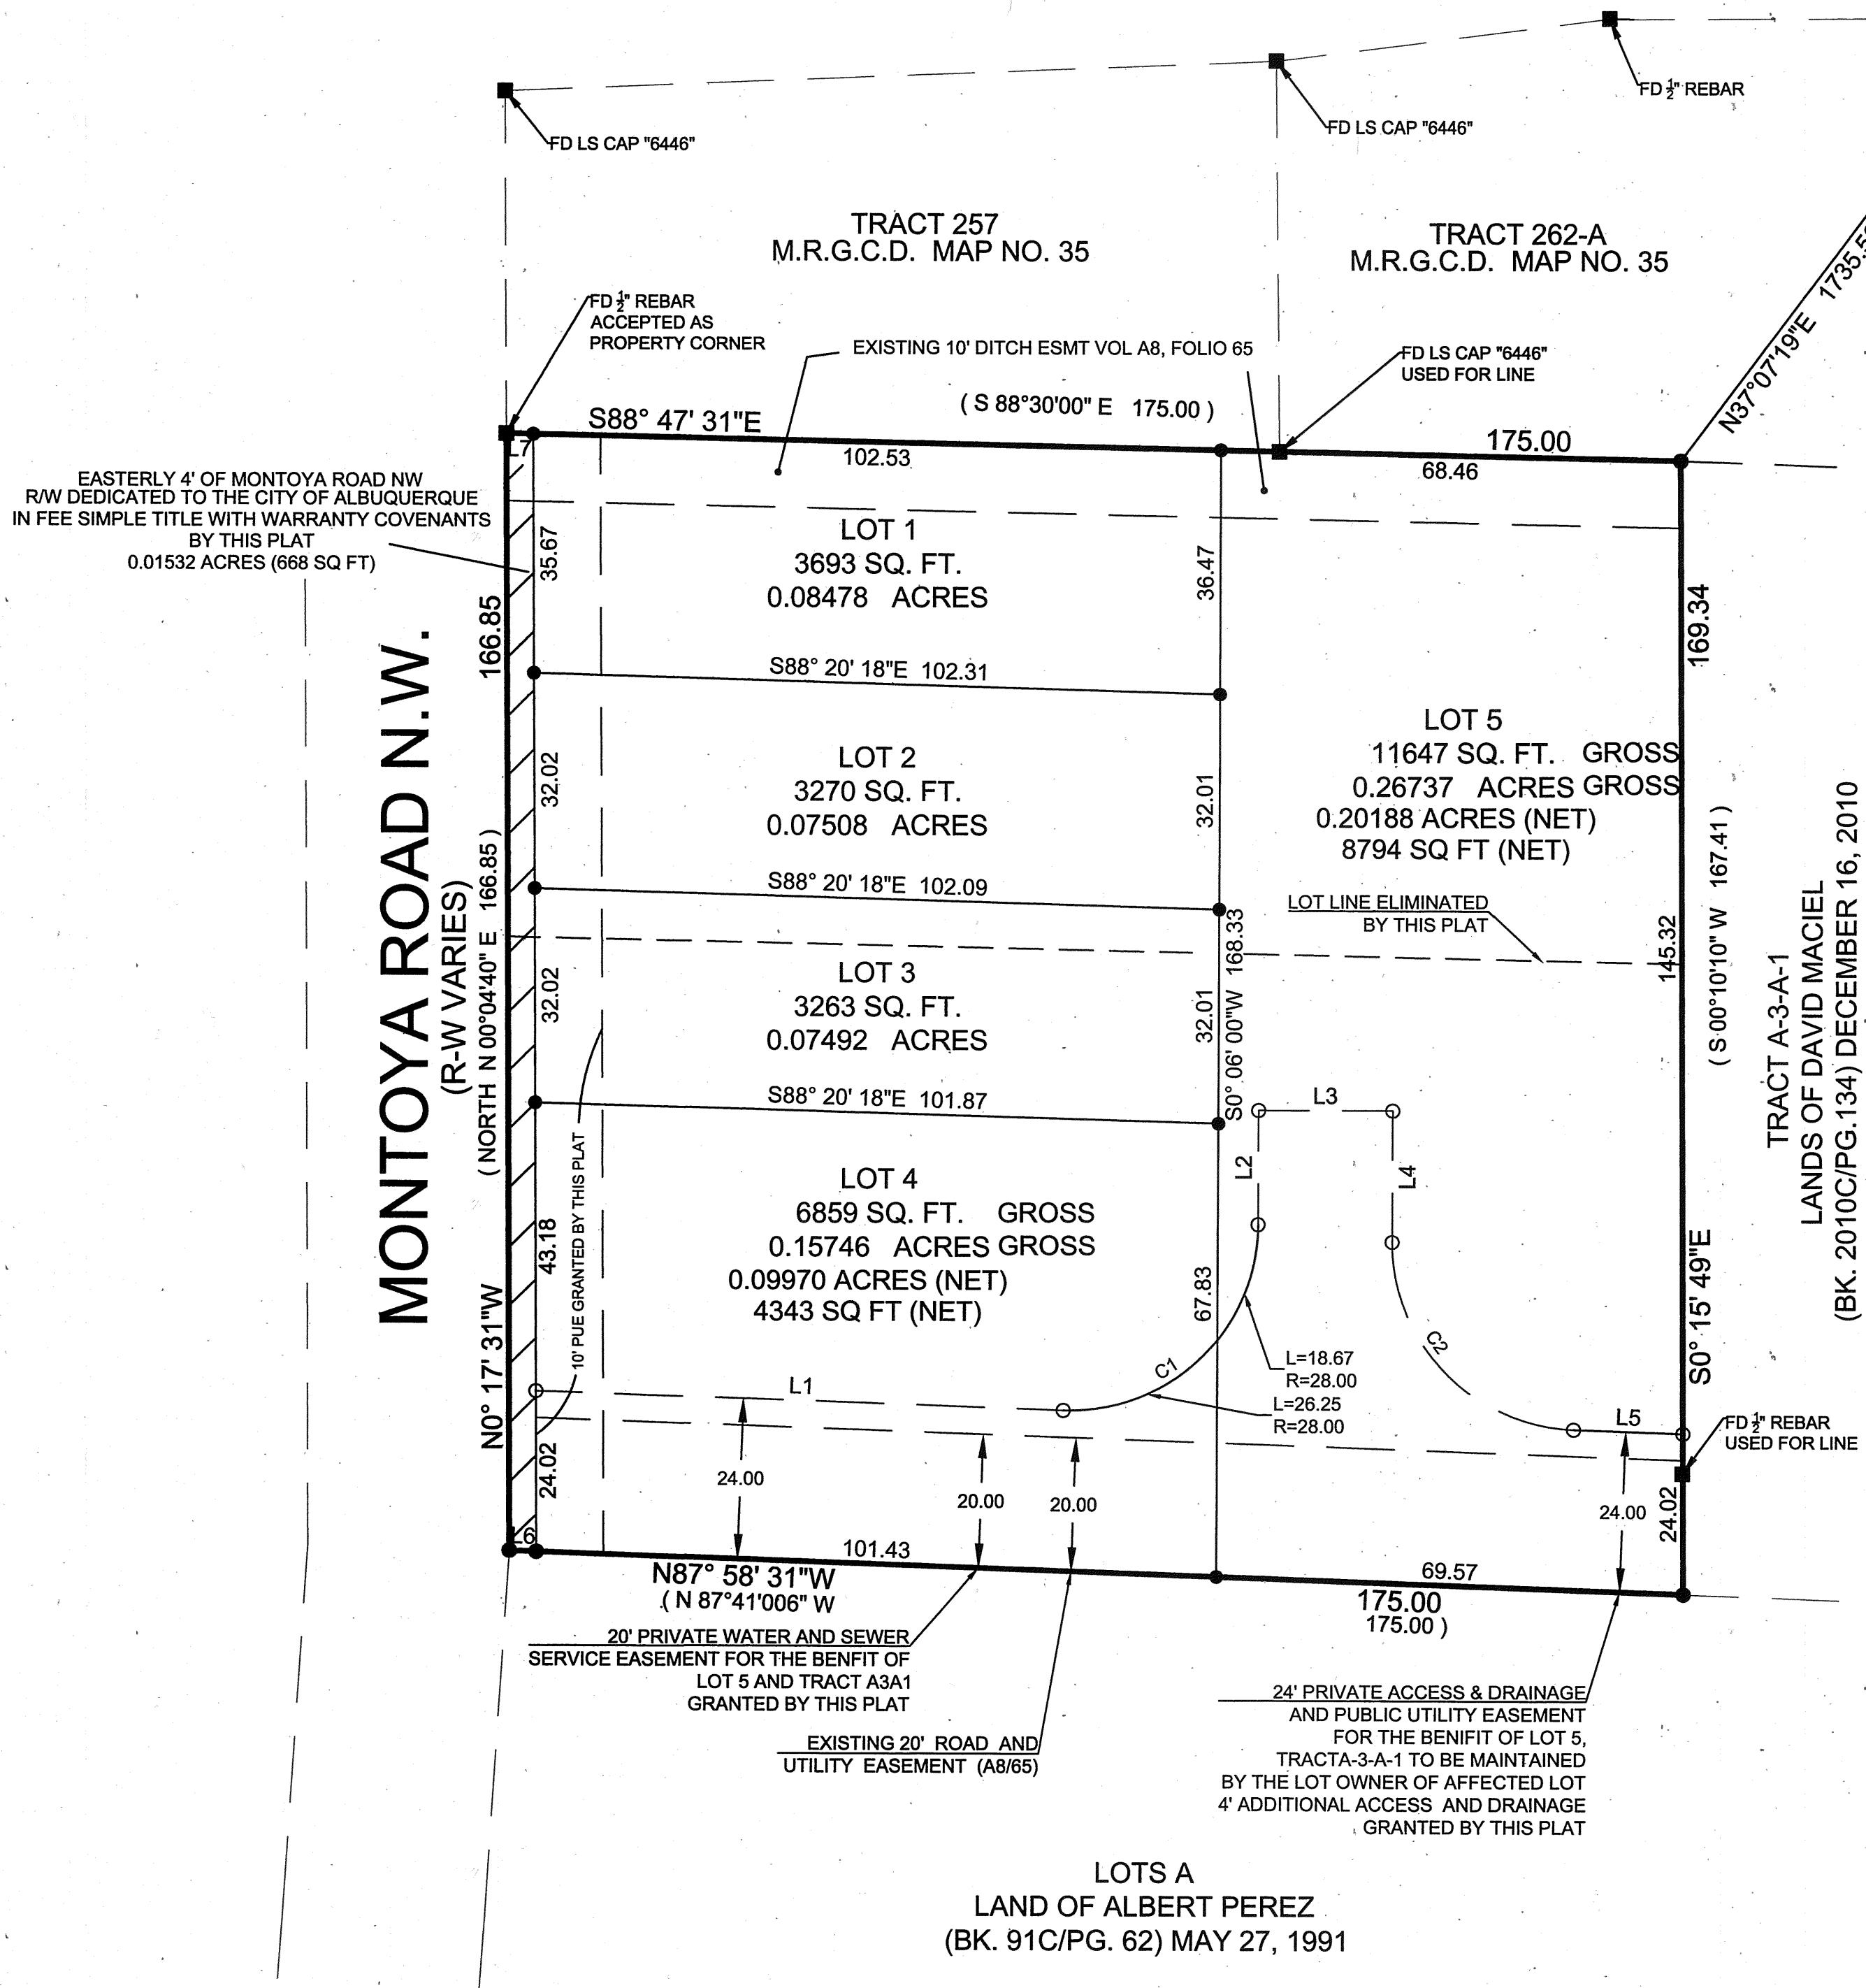 FD 1/2" REBAR
FD LS CAP "6446"
FD LS CAP "6446"
TRACT 257
M.R.G.C.D. MAP NO. 35
TRACT 262-A
M.R.G.C.D. MAP NO. 35
N37°07'19"E
FD 1/2" REBAR
ACCEPTED AS
PROPERTY CORNER
EXISTING 10' DITCH ESMT VOL A8, FOLIO 65
FD LS CAP "6446"
USED FOR LINE
( S 88°30'00" E 175.00 )
S88° 47' 31"E
175.00
102.53
68.46
L7
EASTERLY 4' OF MONTOYA ROAD NW
R/W DEDICATED TO THE CITY OF ALBUQUERQUE
IN FEE SIMPLE TITLE WITH WARRANTY COVENANTS
BY THIS PLAT
0.01532 ACRES (668 SQ FT)
35.67
LOT 1
3693 SQ. FT.
0.08478 ACRES
36.47
166.85
169.34
S88° 20' 18"E 102.31
MONTOYA ROAD N.W.
(R-W VARIES)
( NORTH N 00°04'40" E 166.85 )
N0° 17' 31"W
32.02
LOT 2
3270 SQ. FT.
0.07508 ACRES
32.01
LOT 5
11647 SQ. FT. GROSS
0.26737 ACRES GROSS
0.20188 ACRES (NET)
8794 SQ FT (NET)
S88° 20' 18"E 102.09
LOT LINE ELIMINATED
BY THIS PLAT
S0° 06' 00"W 168.33
145.32
( S 00°10'10" W 167.41 )
TRACT A-3-A-1
LANDS OF DAVID MACIEL
(BK. 2010C/PG.134) DECEMBER 16, 2010
32.02
LOT 3
3263 SQ. FT.
0.07492 ACRES
32.01
S88° 20' 18"E 101.87
L3
L2
L4
10' PUE GRANTED BY THIS PLAT
43.18
LOT 4
6859 SQ. FT. GROSS
0.15746 ACRES GROSS
0.09970 ACRES (NET)
4343 SQ FT (NET)
67.83
S0° 15' 49"E
C1
C2
L=18.67
R=28.00
L=26.25
R=28.00
L1
L5
FD 1/2" REBAR
USED FOR LINE
24.02
24.00
20.00
20.00
24.00
24.02
L6
101.43
69.57
N87° 58' 31"W
175.00
( N 87°41'006" W
175.00 )
20' PRIVATE WATER AND SEWER
SERVICE EASEMENT FOR THE BENFIT OF
LOT 5 AND TRACT A3A1
GRANTED BY THIS PLAT
EXISTING 20' ROAD AND
UTILITY EASEMENT (A8/65)
24' PRIVATE ACCESS & DRAINAGE
AND PUBLIC UTILITY EASEMENT
FOR THE BENIFIT OF LOT 5,
TRACTA-3-A-1 TO BE MAINTAINED
BY THE LOT OWNER OF AFFECTED LOT
4' ADDITIONAL ACCESS AND DRAINAGE
GRANTED BY THIS PLAT
LOTS A
LAND OF ALBERT PEREZ
(BK. 91C/PG. 62) MAY 27, 1991